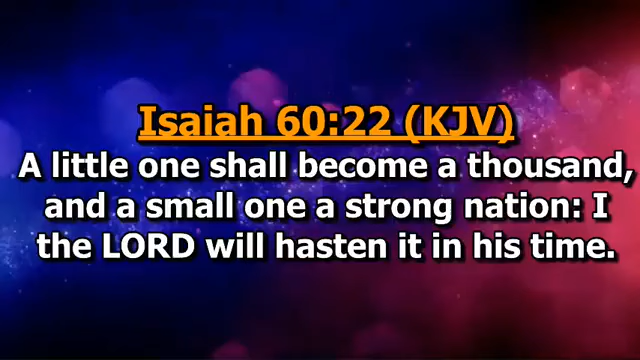 Isaiah 60:22 (KJV)
A little one shall become a thousand,
and a small one a strong nation: I
the LORD will hasten it in his time.